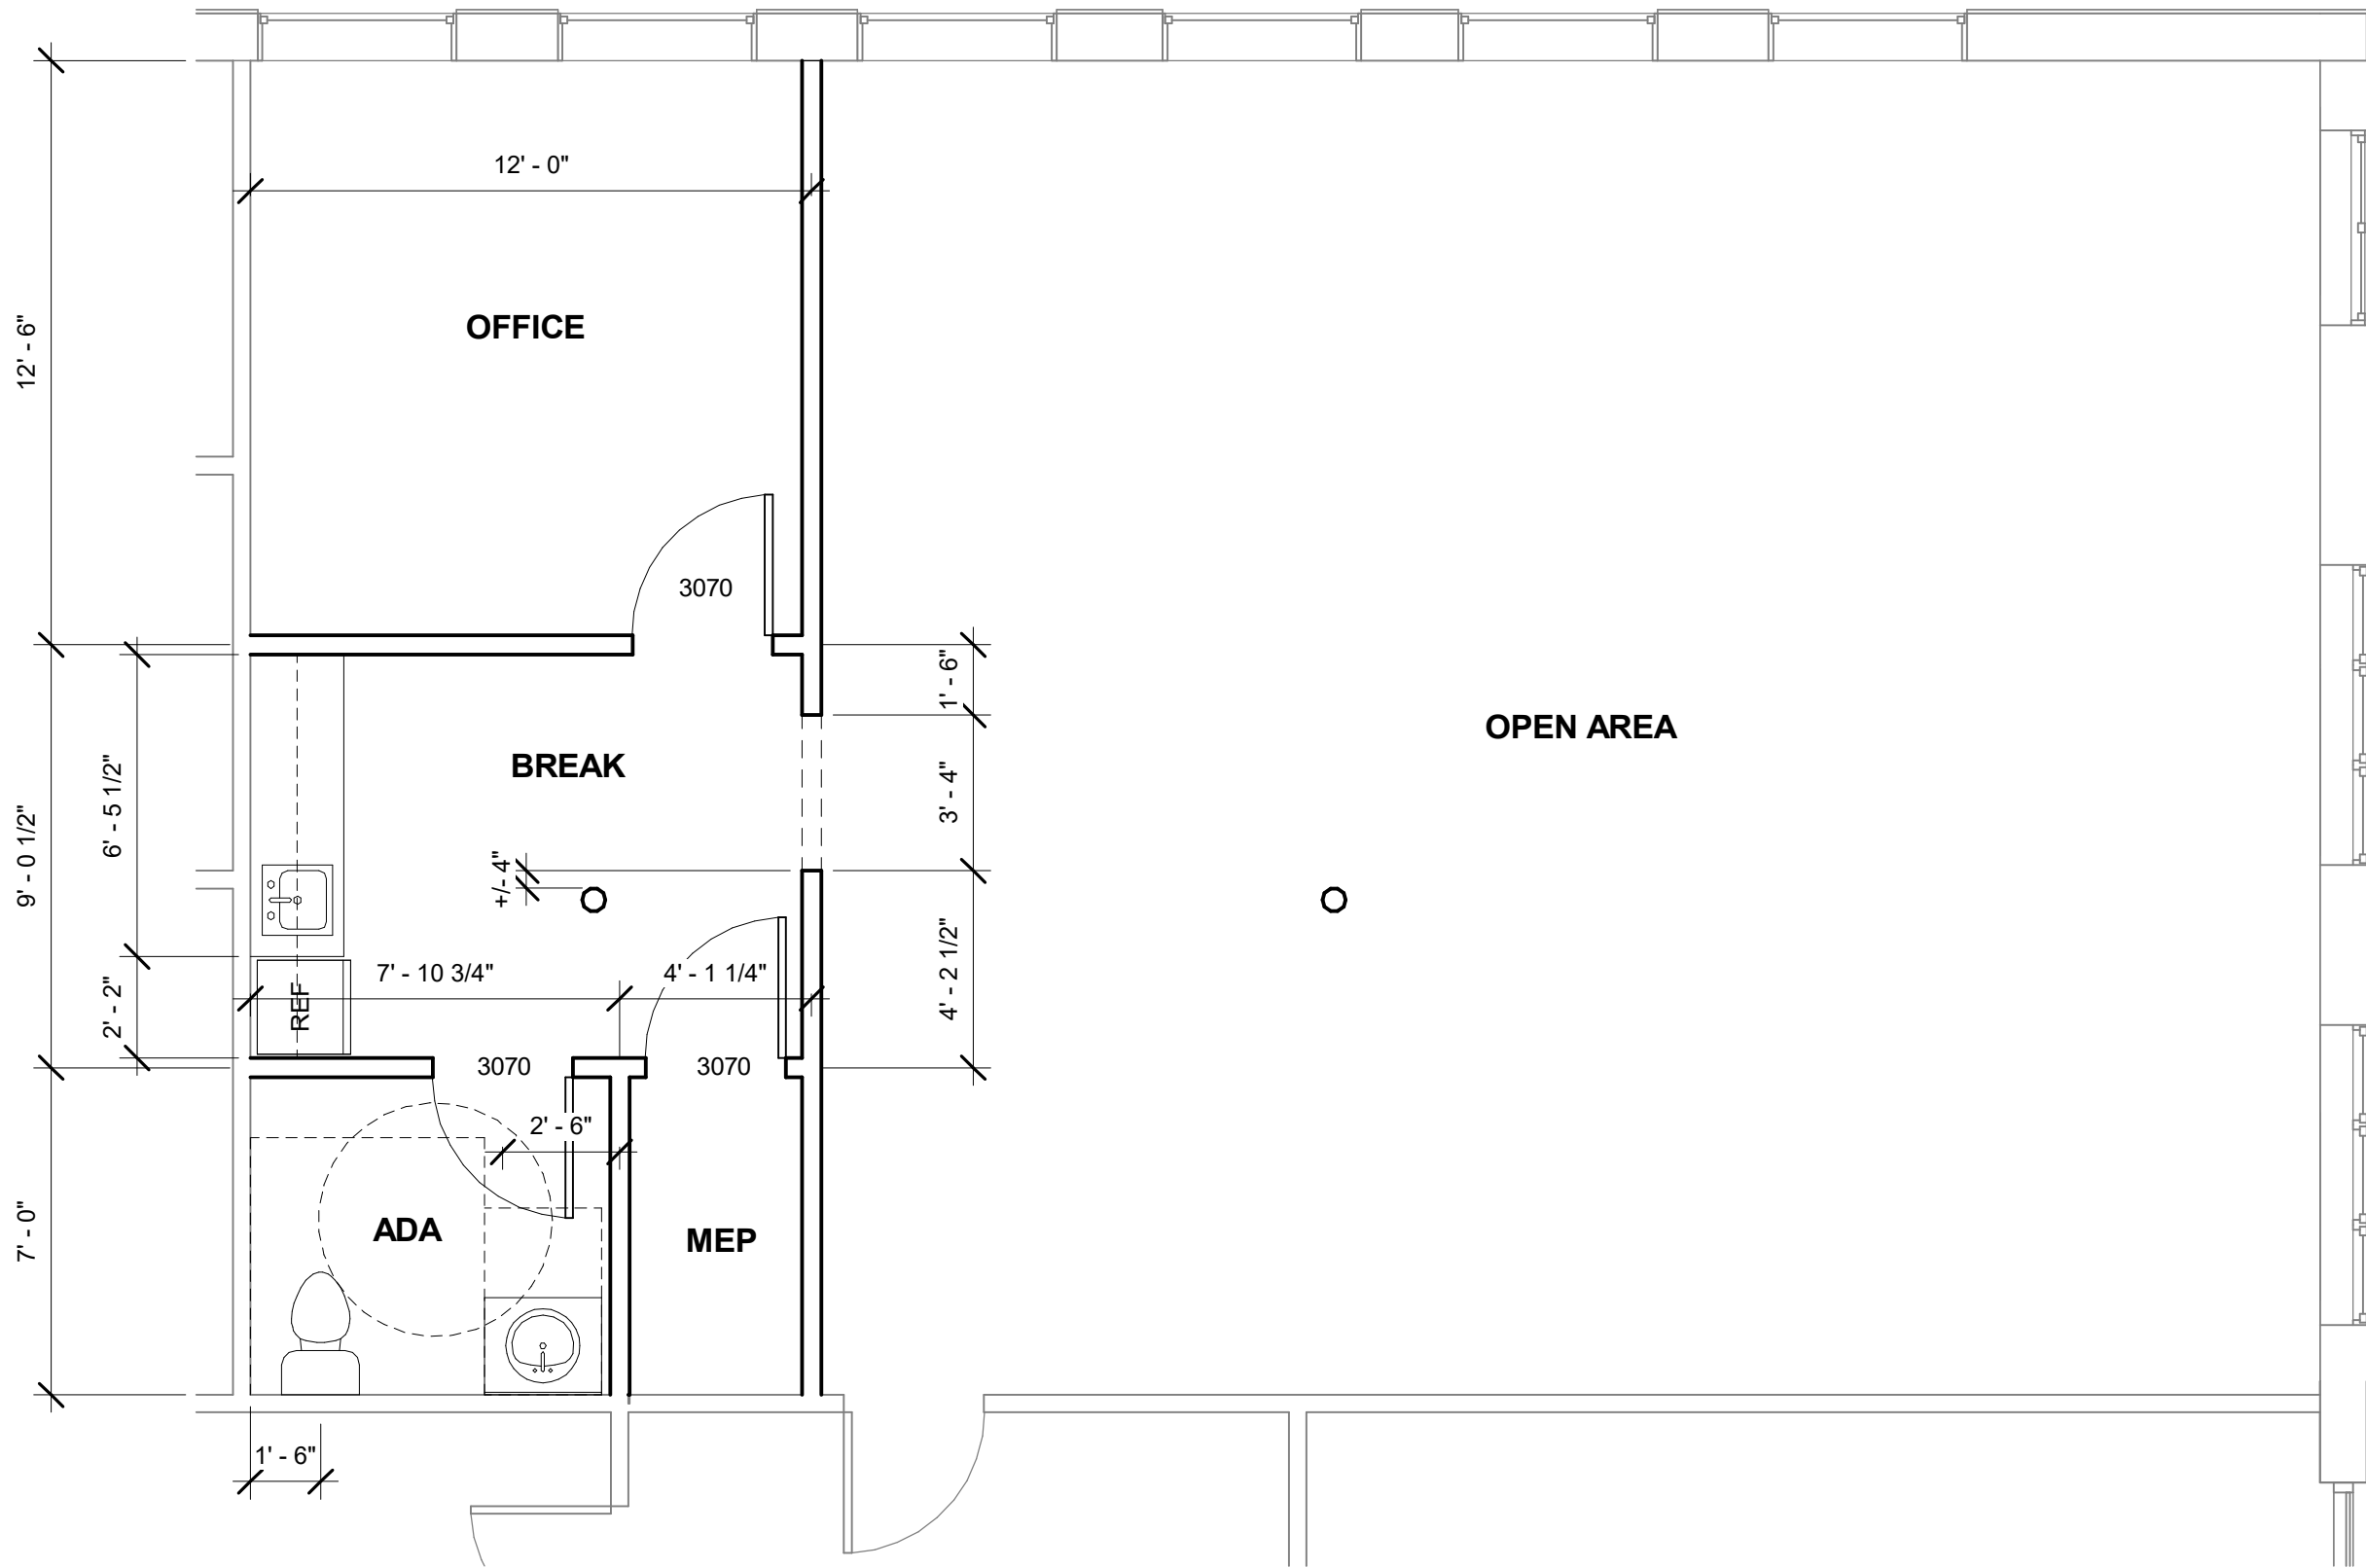 12' - 0"
12' - 6"
OFFICE
3070
1' - 6"
OPEN AREA
BREAK
3' - 4"
6' - 5 1/2"
9' - 0 1/2"
+/- 4"
4' - 2 1/2"
7' - 10 3/4"
4' - 1 1/4"
2' - 2"
REF
3070
3070
2' - 6"
7' - 0"
ADA
MEP
1' - 6"